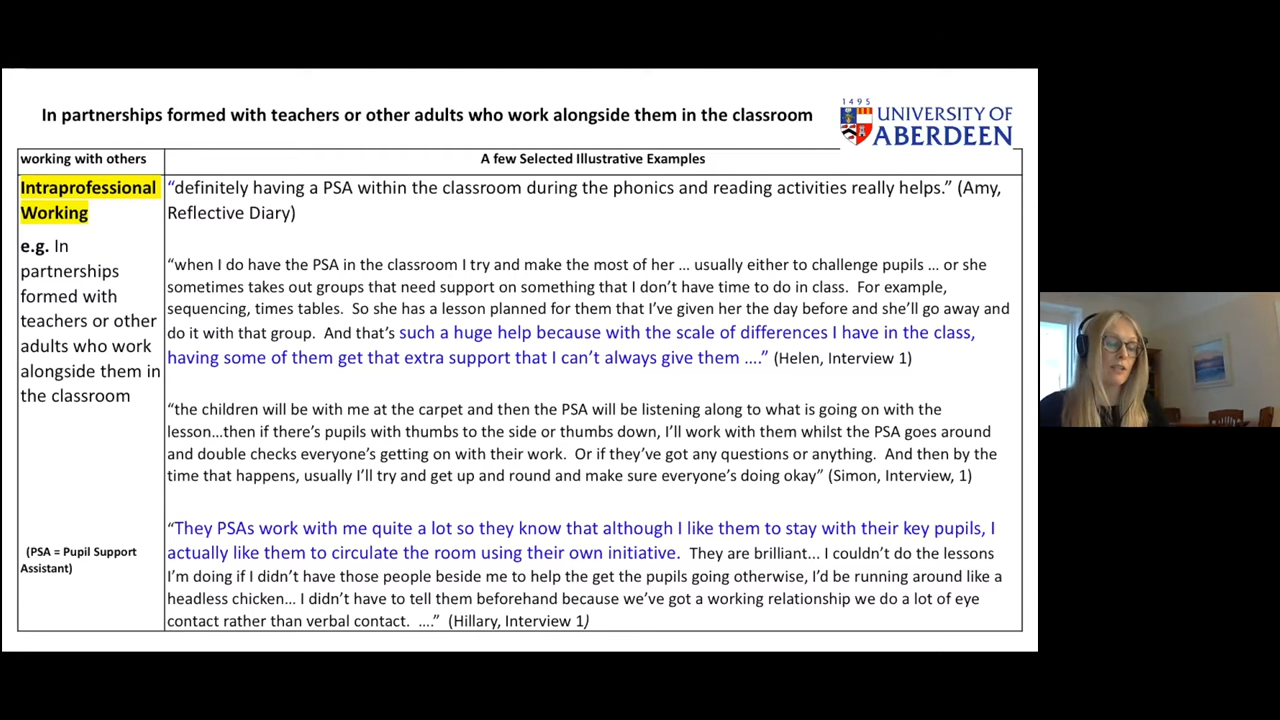 In partnerships formed with teachers or other adults who work alongside them in the classroom
1495
UNIVERSITY OF
ABERDEEN
working with others
A few Selected Illustrative Examples
Intraprofessional
Working
e.g. In
partnerships
formed with
teachers or other
adults who work
alongside them in
the classroom
(PSA = Pupil Support
Assistant)
“definitely having a PSA within the classroom during the phonics and reading activities really helps.” (Amy,
Reflective Diary)
“when I do have the PSA in the classroom I try and make the most of her ... usually either to challenge pupils ... or she
sometimes takes out groups that need support on something that I don’t have time to do in class. For example,
sequencing, times tables. So she has a lesson planned for them that I’ve given her the day before and she’ll go away and
do it with that group. And that’s such a huge help because with the scale of differences I have in the class,
having some of them get that extra support that I can’t always give them ....” (Helen, Interview 1)
“the children will be with me at the carpet and then the PSA will be listening along to what is going on with the
lesson...then if there’s pupils with thumbs to the side or thumbs down, I’ll work with them whilst the PSA goes around
and double checks everyone’s getting on with their work. Or if they’ve got any questions or anything. And then by the
time that happens, usually I’ll try and get up and round and make sure everyone’s doing okay” (Simon, Interview, 1)
“They PSAs work with me quite a lot so they know that although I like them to stay with their key pupils, I
actually like them to circulate the room using their own initiative. They are brilliant... I couldn’t do the lessons
I’m doing if I didn’t have those people beside me to help the get the pupils going otherwise, I’d be running around like a
headless chicken... I didn’t have to tell them beforehand because we’ve got a working relationship we do a lot of eye
contact rather than verbal contact. ....” (Hillary, Interview 1)